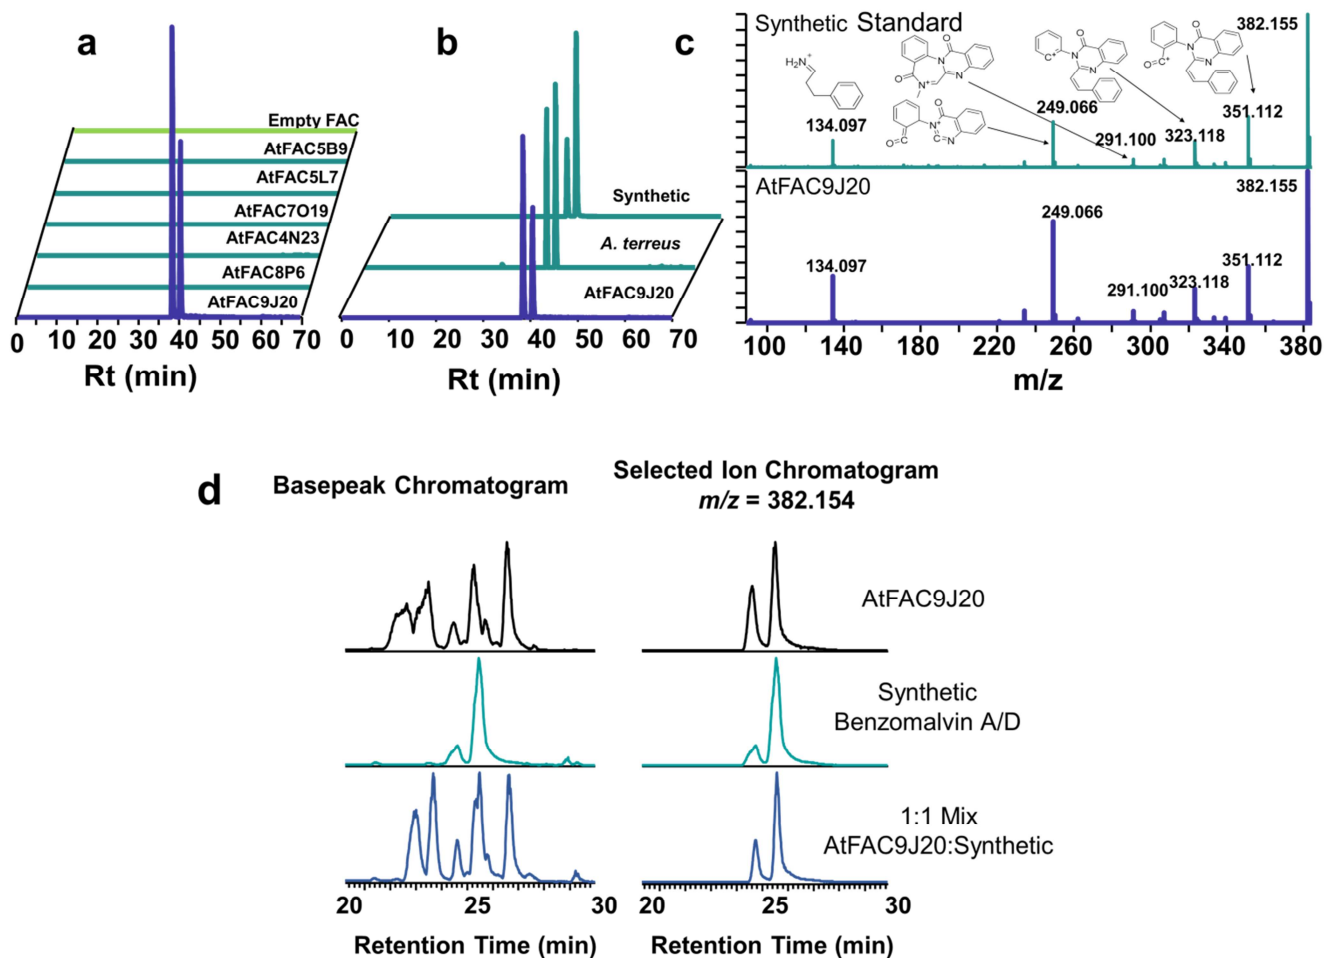 a
Empty FAC
AtFAC5B9
AtFAC5L7
AtFAC7O19
AtFAC4N23
AtFAC8P6
AtFAC9J20
0 10 20 30 40 50 60 70
Rt (min)
b
Synthetic
A. terreus
AtFAC9J20
0 10 20 30 40 50 60 70
Rt (min)
c
Synthetic Standard
382.155
H2N+
O
N
N
O
N+
O
C+
N
N
O
O
C+
N
N
O
N+
C
N
C
O
134.097
249.066
291.100
323.118
351.112
AtFAC9J20
382.155
249.066
134.097
291.100
323.118
351.112
100 140 180 220 260 300 340 380
m/z
d
Basepeak Chromatogram
Selected Ion Chromatogram
m/z = 382.154
AtFAC9J20
Synthetic
Benzomalvin A/D
1:1 Mix
AtFAC9J20:Synthetic
20 25 30
Retention Time (min)
20 25 30
Retention Time (min)